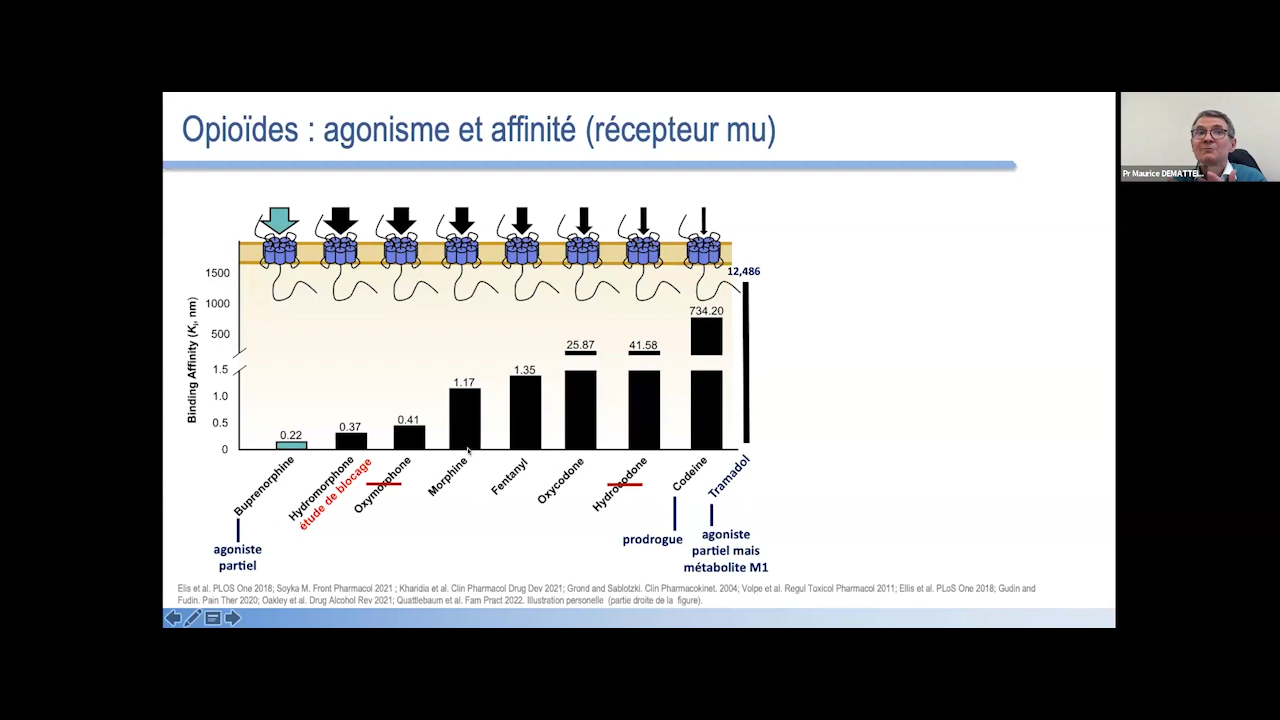 Opioïdes : agonisme et affinité (récepteur mu)
Pr Maurice DEMATTEI...
12,486
1500
1000
500
1.5
1.0
0.5
0
Binding Affinity (Ki, nm)
0.22
0.37
0.41
1.17
1.35
25.87
41.58
734.20
Buprenorphine
Hydromorphone
étude de blocage
Oxymorphone
Morphine
Fentanyl
Oxycodone
Hydrocodone
Codeine
Tramadol
agoniste
partiel
prodrogue
agoniste
partiel mais
métabolite M1
Elis et al. PLOS One 2018; Soyka M. Front Pharmacol 2021 ; Kharidia et al. Clin Pharmacol Drug Dev 2021; Grond and Sablotzki. Clin Pharmacokinet. 2004; Volpe et al. Regul Toxicol Pharmacol 2011; Ellis et al. PLoS One 2018; Gudin and
Fudin. Pain Ther 2020; Oakley et al. Drug Alcohol Rev 2021; Quattlebaum et al. Fam Pract 2022. Illustration personelle (partie droite de la figure).